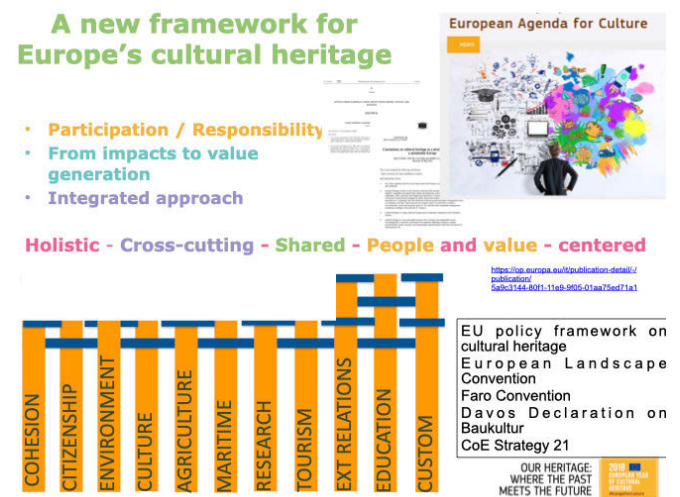 A new framework for
Europe's cultural heritage
European Agenda for Culture
NEWS
• Participation / Responsibility
• From impacts to value
generation
• Integrated approach
Holistic - Cross-cutting - Shared - People and value - centered
https://op.europa.eu/it/publication-detail/-/
publication/
5a9c3144-80f1-11e9-9f05-01aa75ed71a1
COHESION
CITIZENSHIP
ENVIRONMENT
CULTURE
AGRICULTURE
MARITIME
RESEARCH
TOURISM
EXT RELATIONS
EDUCATION
CUSTOM
EU policy framework on
cultural heritage
European Landscape
Convention
Faro Convention
Davos Declaration on
Baukultur
CoE Strategy 21
OUR HERITAGE:
WHERE THE PAST
MEETS THE FUTURE
2018
EUROPEAN YEAR
OF CULTURAL
HERITAGE